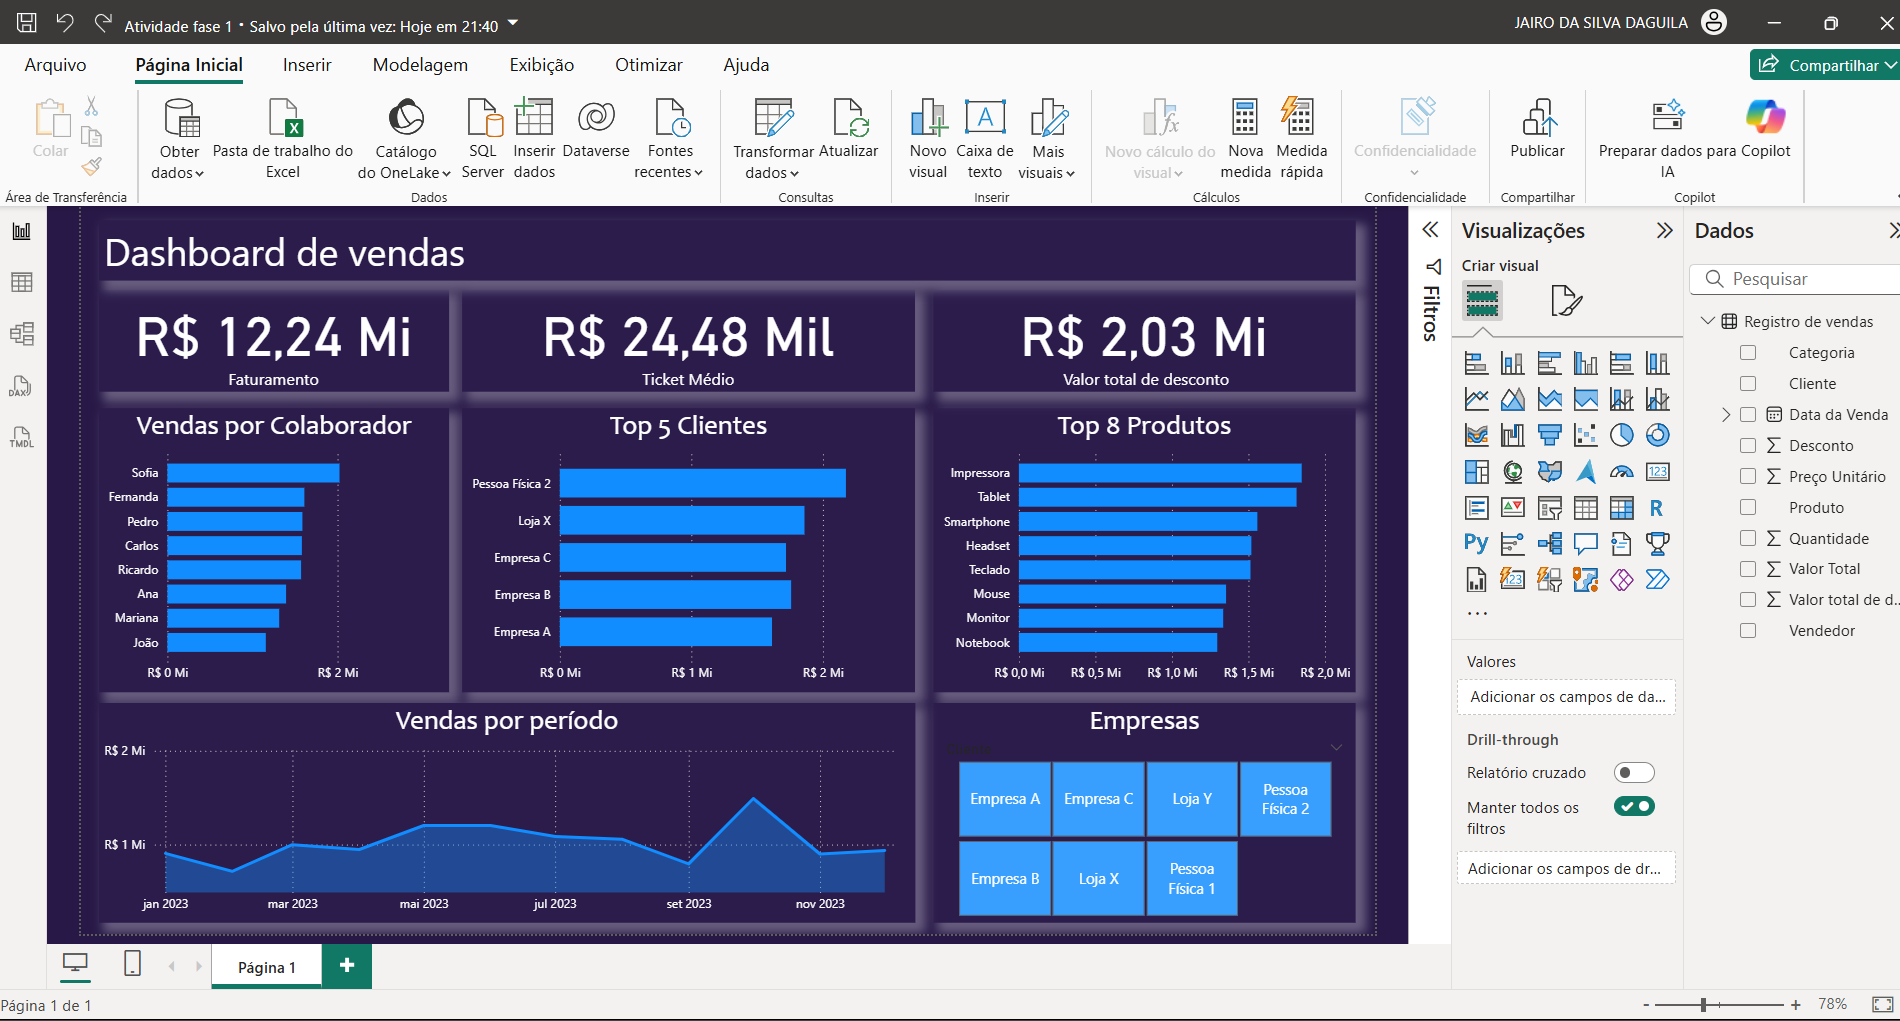 Atividade fase 1 • Salvo pela última vez: Hoje em 21:40
JAIRO DA SILVA DAGUILA
Arquivo
Página Inicial
Inserir
Modelagem
Exibição
Otimizar
Ajuda
Compartilhar
Colar
Obter
dados
Pasta de trabalho do
Excel
Catálogo
do OneLake
SQL
Server
Inserir
dados
Dataverse
Fontes
recentes
Transformar
dados
Atualizar
Novo
visual
Caixa de
texto
Mais
visuais
Novo cálculo do
visual
Nova
medida
Medida
rápida
Confidencialidade
Publicar
Preparar dados para
IA
Copilot
Área de Transferência
Dados
Consultas
Inserir
Cálculos
Confidencialidade
Compartilhar
Copilot
DAX
TMDL
Dashboard de vendas
R$ 12,24 Mi
Faturamento
R$ 24,48 Mil
Ticket Médio
R$ 2,03 Mi
Valor total de desconto
Vendas por Colaborador
Sofia
Fernanda
Pedro
Carlos
Ricardo
Ana
Mariana
João
R$ 0 Mi
R$ 2 Mi
Top 5 Clientes
Pessoa Física 2
Loja X
Empresa C
Empresa B
Empresa A
R$ 0 Mi
R$ 1 Mi
R$ 2 Mi
Top 8 Produtos
Impressora
Tablet
Smartphone
Headset
Teclado
Mouse
Monitor
Notebook
R$ 0,0 Mi
R$ 0,5 Mi
R$ 1,0 Mi
R$ 1,5 Mi
R$ 2,0 Mi
Vendas por período
R$ 2 Mi
R$ 1 Mi
jan 2023
mar 2023
mai 2023
jul 2023
set 2023
nov 2023
Empresas
Empresa A
Empresa C
Loja Y
Pessoa
Física 2
Empresa B
Loja X
Pessoa
Física 1
Filtros
Visualizações
Criar visual
123
R
Py
123
Valores
Adicionar os campos de da...
Drill-through
Relatório cruzado
Manter todos os
filtros
Adicionar os campos de dr...
Dados
Pesquisar
Registro de vendas
Categoria
Cliente
Data da Venda
Desconto
Preço Unitário
Produto
Quantidade
Valor Total
Valor total de d...
Vendedor
Página 1
Página 1 de 1
78%